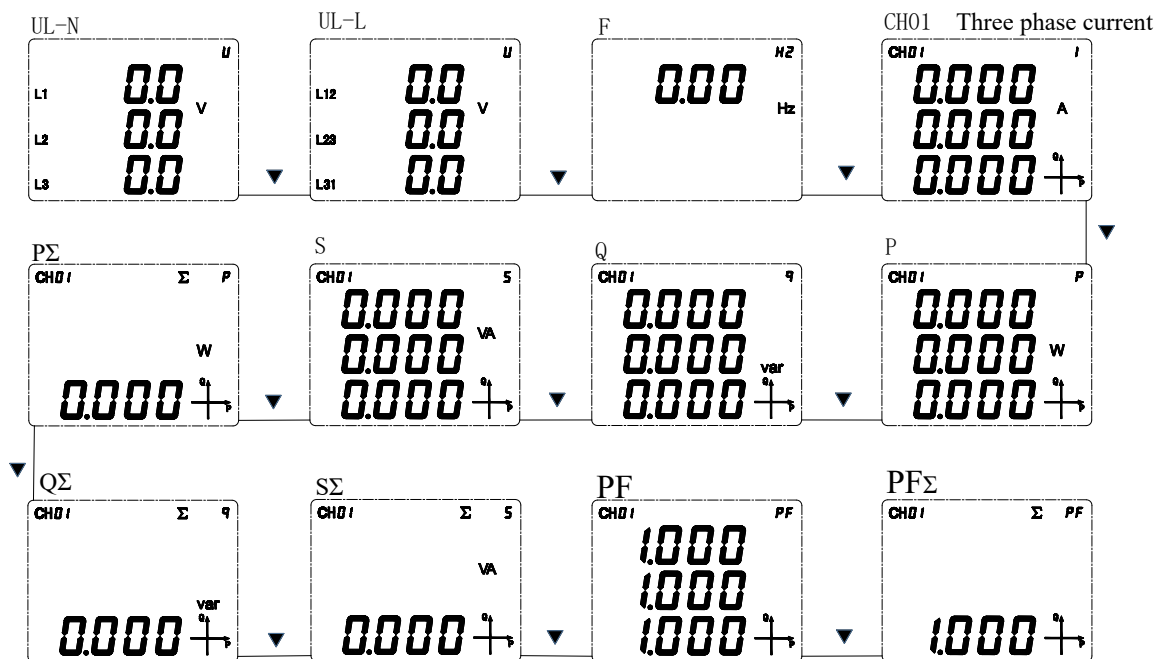 UL-N UL-L F CH01 Three phase current
U U HZ CH01 I
L1 0.0 L12 0.0 0.00 0.000
V V Hz A
L2 0.0 L23 0.0 0.000
L3 0.0 L31 0.0 0.000 Q P
PΣ S Q P
CH01 Σ P CH01 S CH01 q CH01 P
0.000 0.000 0.000
W VA W
0.000 0.000 0.000
var
0.000 Q P 0.000 0.000 Q P 0.000 Q P
QΣ SΣ PF PFΣ
CH01 Σ q CH01 Σ S CH01 PF CH01 Σ PF
1.000
VA
1.000
var
0.000 Q P 0.000 Q P 1.000 Q P 1.000 Q P